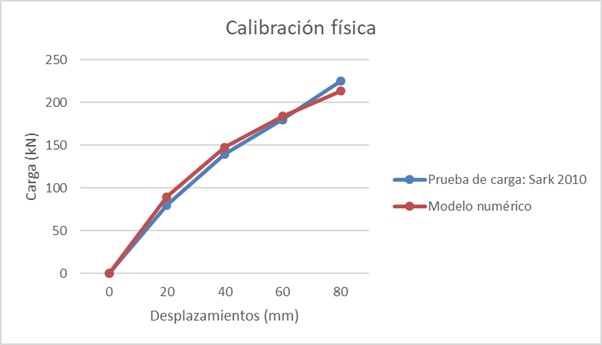 Calibración física
250
200
150
100
50
0
0 20 40 60 80
Carga (kN)
Desplazamientos (mm)
Prueba de carga: Sark 2010
Modelo numérico